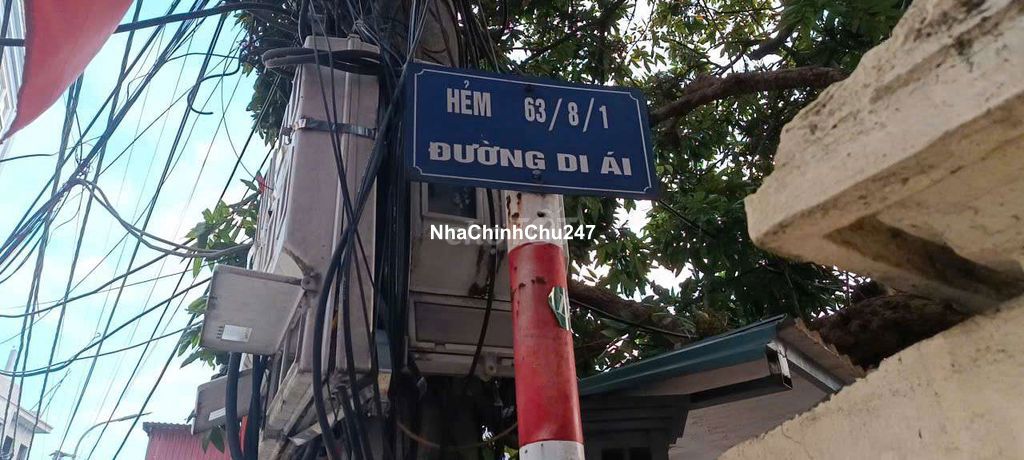 HẺM 63/8/1
ĐƯỜNG DI ÁI
NhaChinhChu247